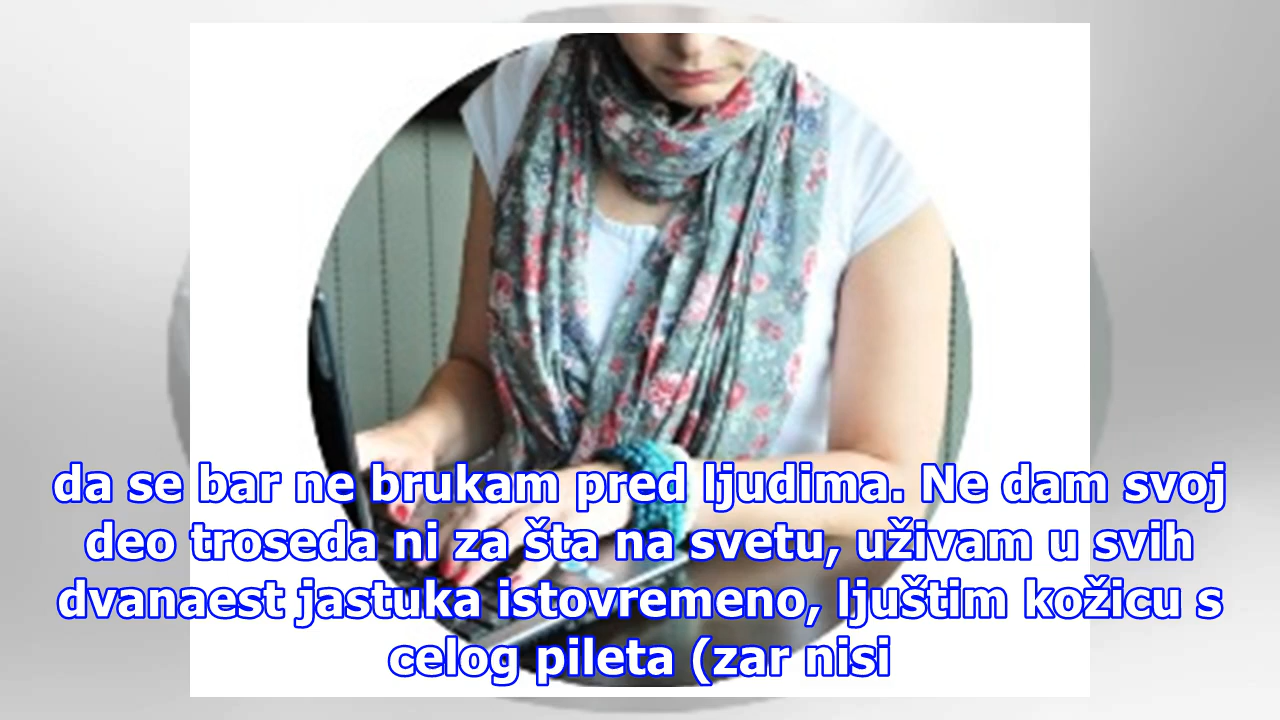 da se bar ne brukam pred ljudima. Ne dam svoj
deo troseda ni za šta na svetu, uživam u svih
dvanaest jastuka istovremeno, ljuštim kožicu s
celog pileta (zar nisi